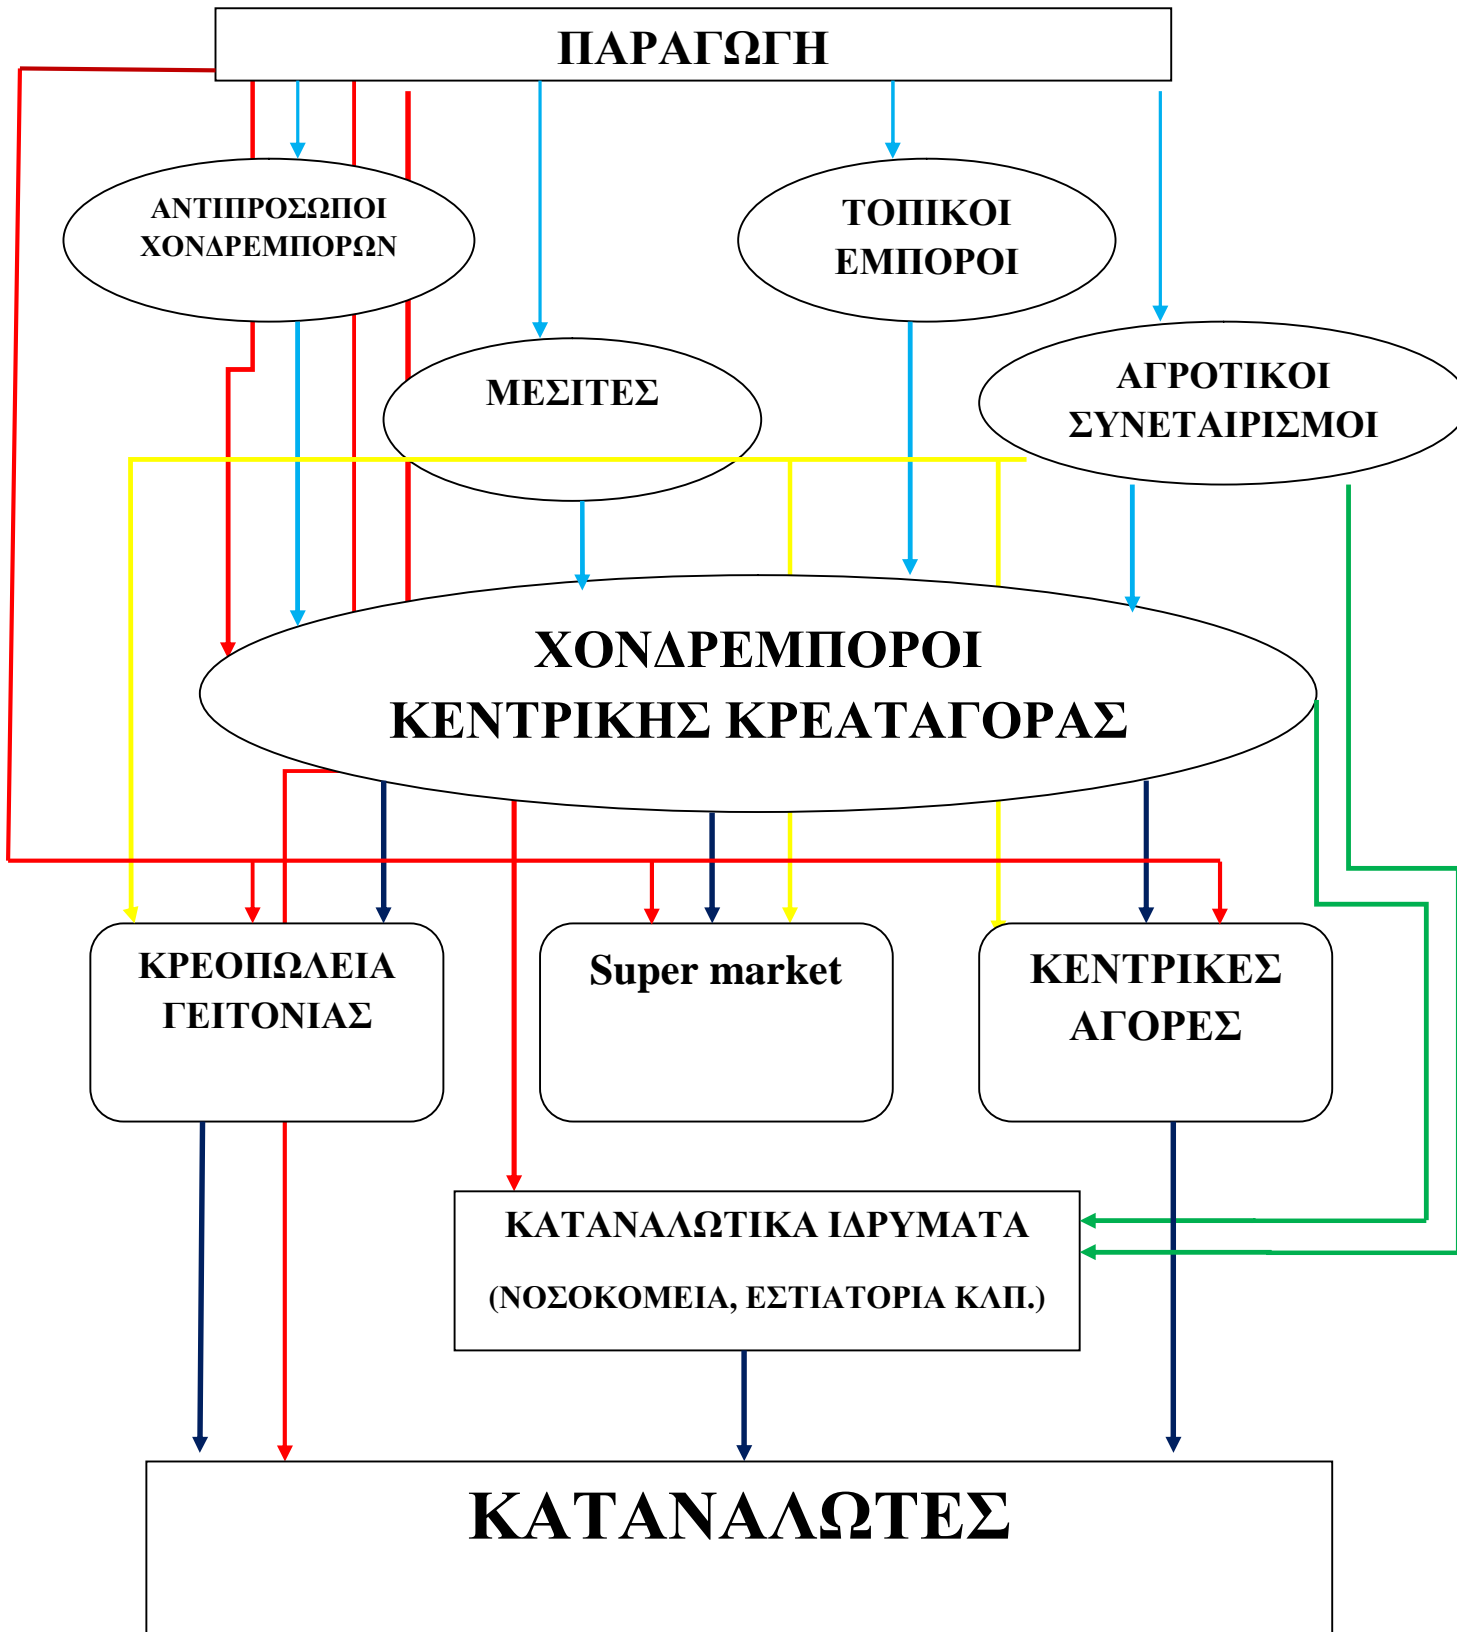 ΠΑΡΑΓΩΓΗ
ΑΝΤΙΠΡΟΣΩΠΟΙ
ΧΟΝΔΡΕΜΠΟΡΩΝ
ΤΟΠΙΚΟΙ
ΕΜΠΟΡΟΙ
ΜΕΣΙΤΕΣ
ΑΓΡΟΤΙΚΟΙ
ΣΥΝΕΤΑΙΡΙΣΜΟΙ
ΧΟΝΔΡΕΜΠΟΡΟΙ
ΚΕΝΤΡΙΚΗΣ ΚΡΕΑΤΑΓΟΡΑΣ
ΚΡΕΟΠΩΛΕΙΑ
ΓΕΙΤΟΝΙΑΣ
Super market
ΚΕΝΤΡΙΚΕΣ
ΑΓΟΡΕΣ
ΚΑΤΑΝΑΛΩΤΙΚΑ ΙΔΡΥΜΑΤΑ
(ΝΟΣΟΚΟΜΕΙΑ, ΕΣΤΙΑΤΟΡΙΑ ΚΛΠ.)
ΚΑΤΑΝΑΛΩΤΕΣ